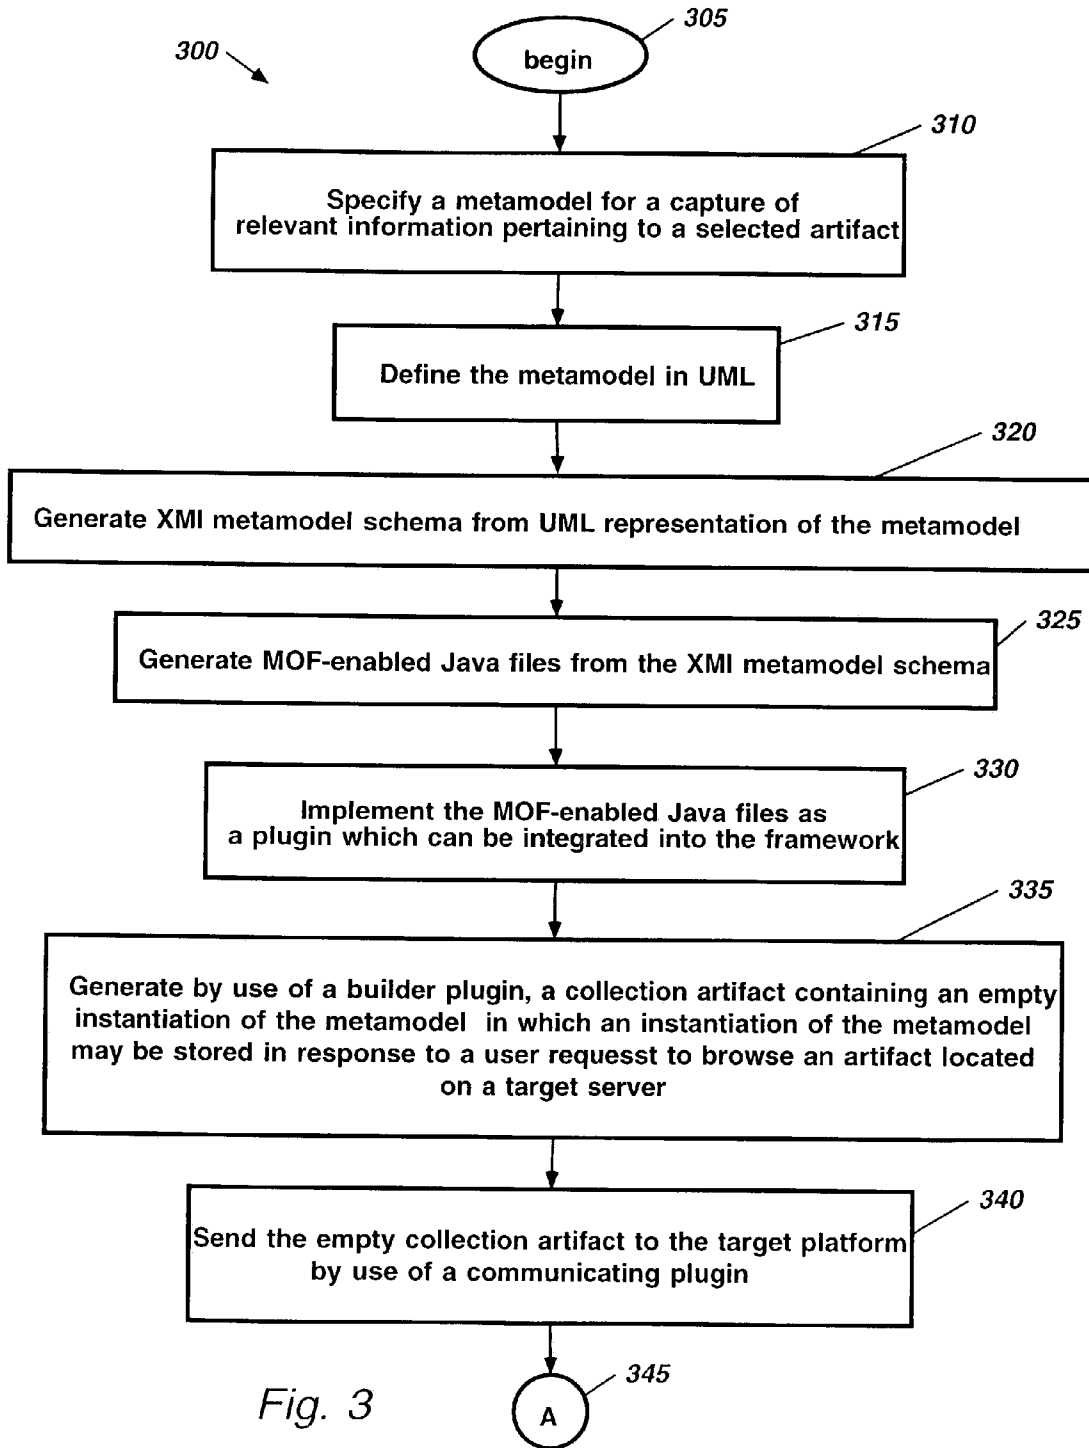 305
300
begin
310
Specify a metamodel for a capture of
relevant information pertaining to a selected artifact
315
Define the metamodel in UML
320
Generate XMI metamodel schema from UML representation of the metamodel
325
Generate MOF-enabled Java files from the XMI metamodel schema
330
Implement the MOF-enabled Java files as
a plugin which can be integrated into the framework
335
Generate by use of a builder plugin, a collection artifact containing an empty
instantiation of the metamodel in which an instantiation of the metamodel
may be stored in response to a user requesst to browse an artifact located
on a target server
340
Send the empty collection artifact to the target platform
by use of a communicating plugin
345
A
Fig. 3